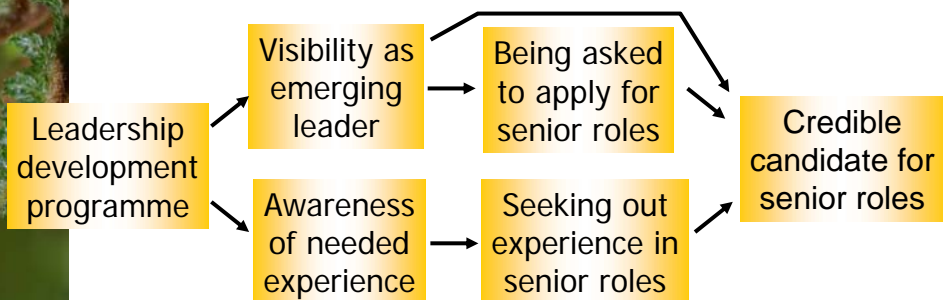 Leadership
development
programme
Visibility as
emerging
leader
Being asked
to apply for
senior roles
Awareness
of needed
experience
Seeking out
experience in
senior roles
Credible
candidate for
senior roles